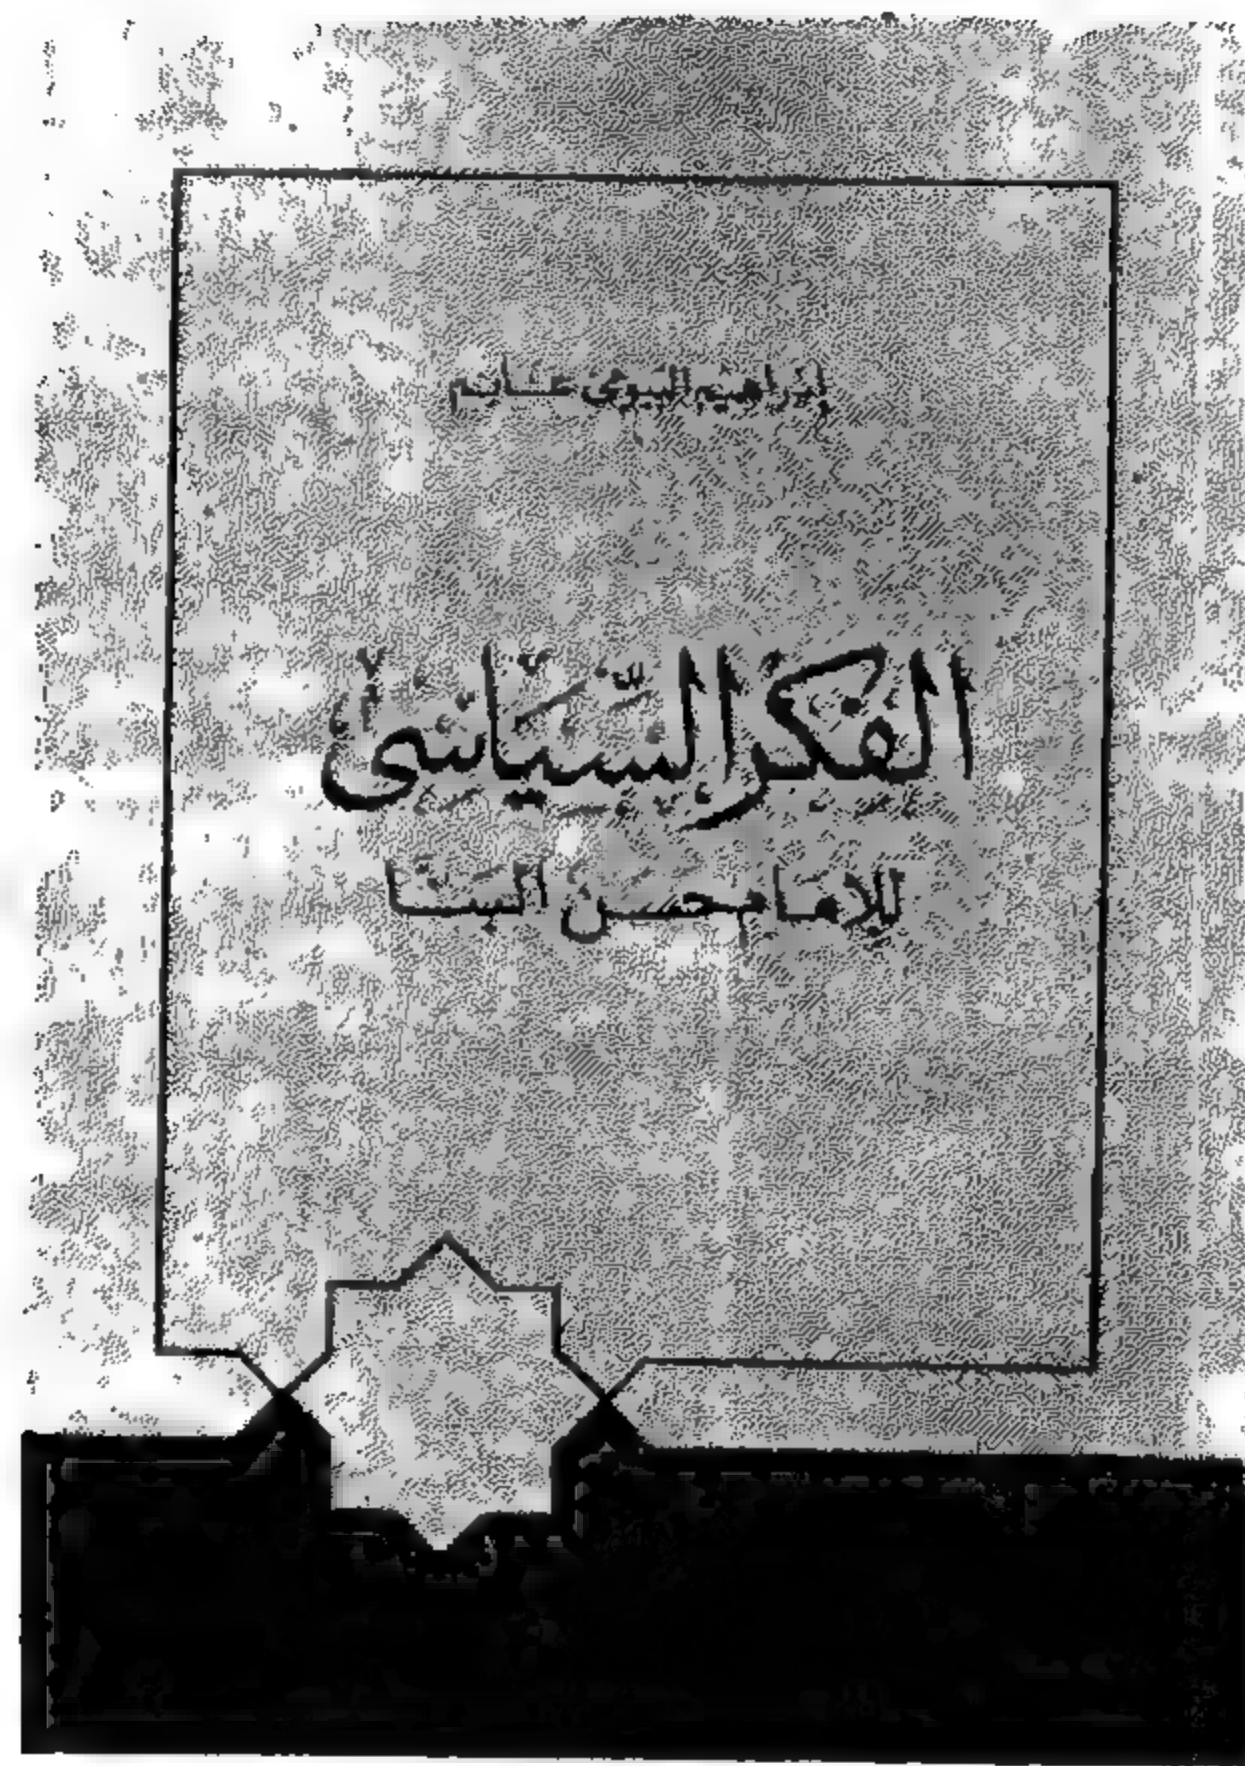 إبراهيم البيومي غانم
الفكر السياسي
للإمام حسن البنا